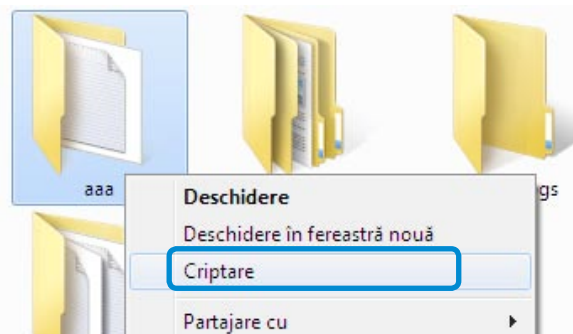 aaa
gs
Deschidere
Deschidere în fereastră nouă
Criptare
Partajare cu